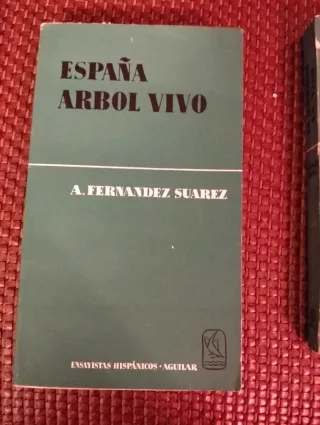 ESPAÑA
ARBOL VIVO
A. FERNANDEZ SUAREZ
ENSAYISTAS HISPÁNICOS · AGUILAR